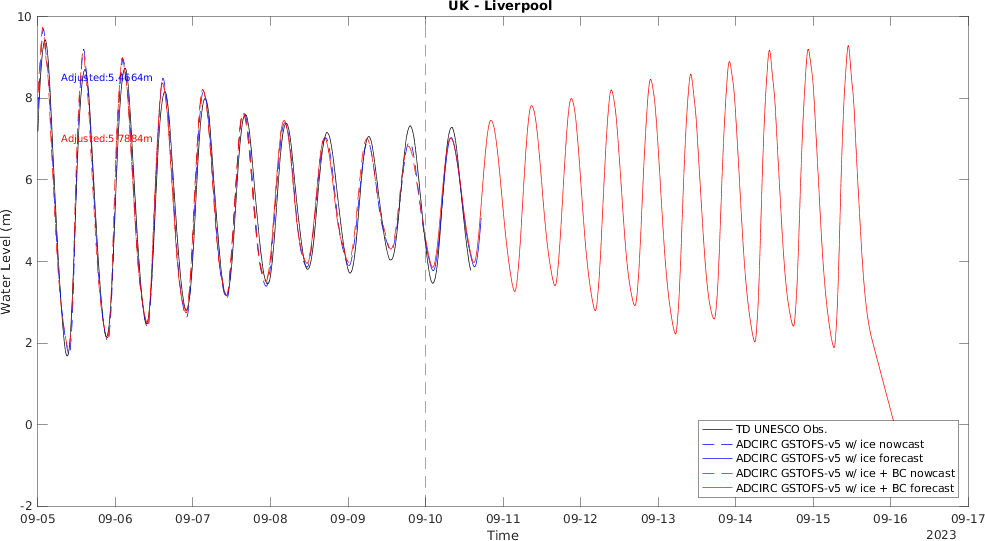 UK - Liverpool
10
8
6
4
2
0
-2
Water Level (m)
Adjusted:5.4664m
Adjusted:5.7884m
TD UNESCO Obs.
ADCIRC GSTOFS-v5 w/ ice nowcast
ADCIRC GSTOFS-v5 w/ ice forecast
ADCIRC GSTOFS-v5 w/ ice + BC nowcast
ADCIRC GSTOFS-v5 w/ ice + BC forecast
09-05 09-06 09-07 09-08 09-09 09-10 09-11 09-12 09-13 09-14 09-15 09-16 09-17
Time
2023